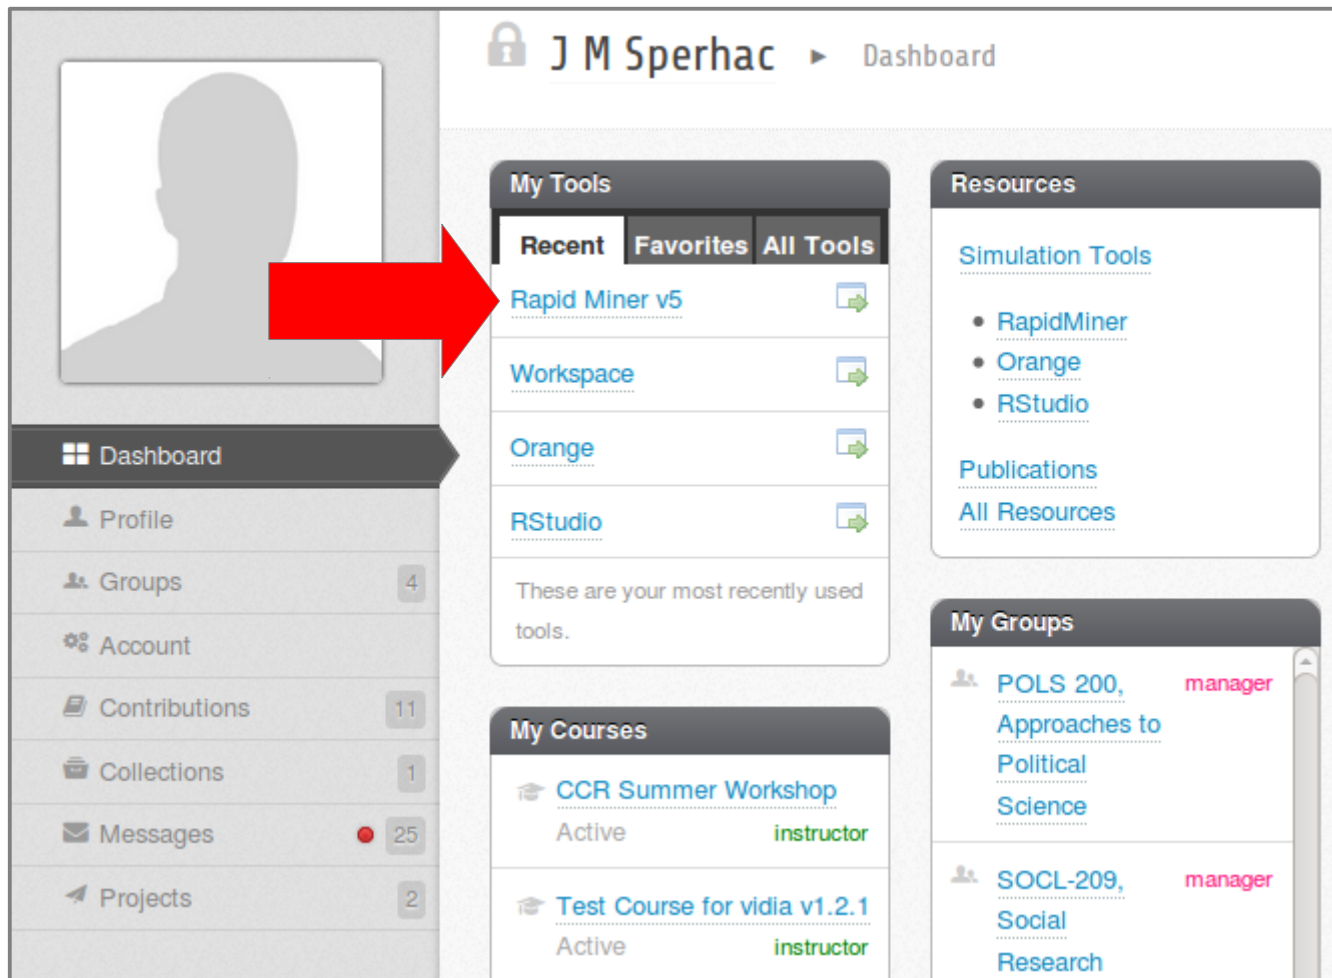 J M Sperhac ▸ Dashboard
Dashboard
Profile
Groups 4
Account
Contributions 11
Collections 1
Messages 25
Projects 2
My Tools
Recent Favorites All Tools
Rapid Miner v5
Workspace
Orange
RStudio
These are your most recently used
tools.
My Courses
CCR Summer Workshop
Active instructor
Test Course for vidia v1.2.1
Active instructor
Resources
Simulation Tools
• RapidMiner
• Orange
• RStudio
Publications
All Resources
My Groups
POLS 200, manager
Approaches to
Political
Science
SOCL-209, manager
Social
Research